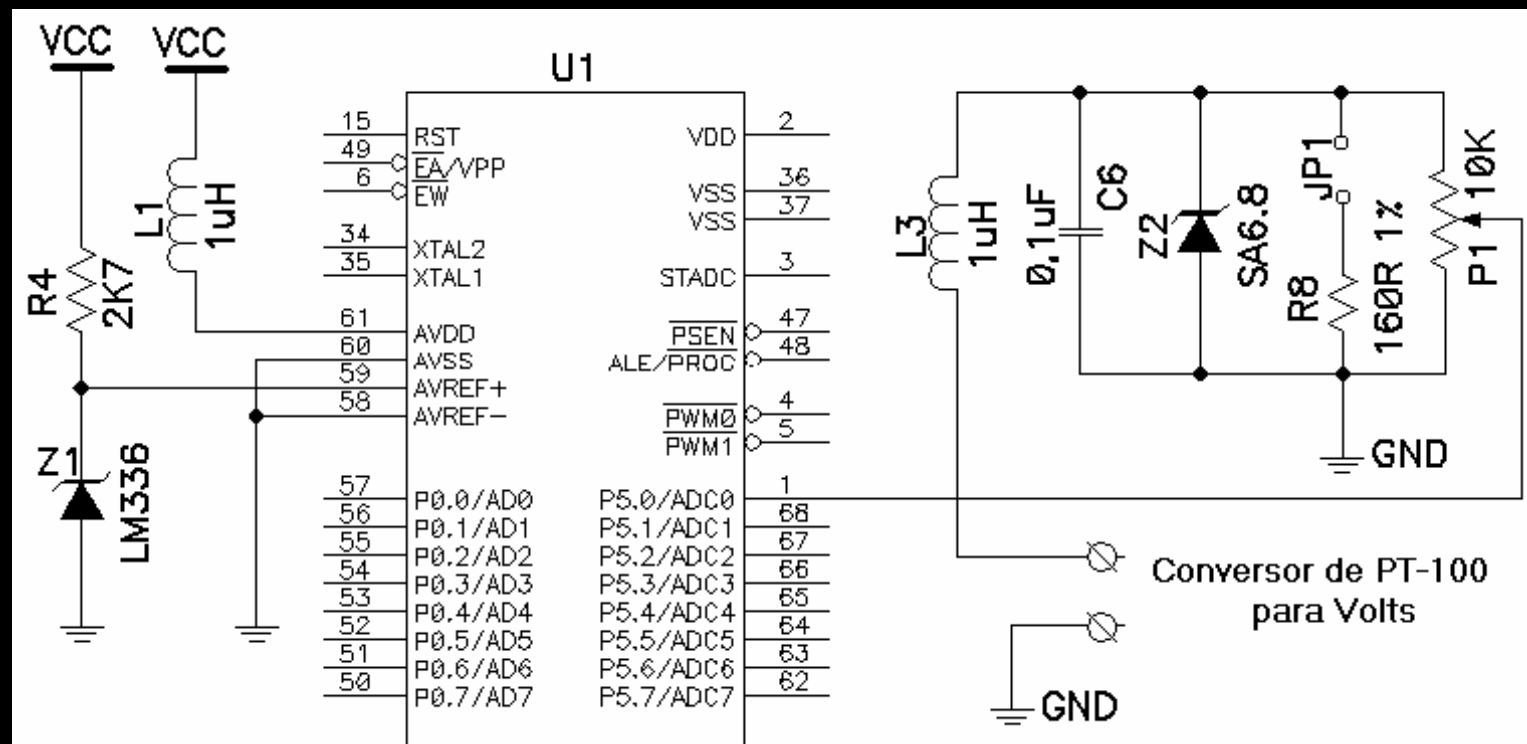 VCC
VCC
L1
1uH
R4
2K7
Z1
LM336
U1
15 RST
49 EA/VPP
6 EW
34 XTAL2
35 XTAL1
61 AVDD
60 AVSS
59 AVREF+
58 AVREF-
57 P0.0/AD0
56 P0.1/AD1
55 P0.2/AD2
54 P0.3/AD3
53 P0.4/AD4
52 P0.5/AD5
51 P0.6/AD6
50 P0.7/AD7
VDD 2
VSS 36
VSS 37
STADC 3
PSEN 47
ALE/PROC 48
PWM0 4
PWM1 5
P5.0/ADC0 1
P5.1/ADC1 68
P5.2/ADC2 67
P5.3/ADC3 66
P5.4/ADC4 65
P5.5/ADC5 64
P5.6/ADC6 63
P5.7/ADC7 62
L3
1uH
0,1uF
C6
Z2
SA6.8
JP1
R8
160R 1%
10K
P1
GND
Conversor de PT-100
para Volts
GND